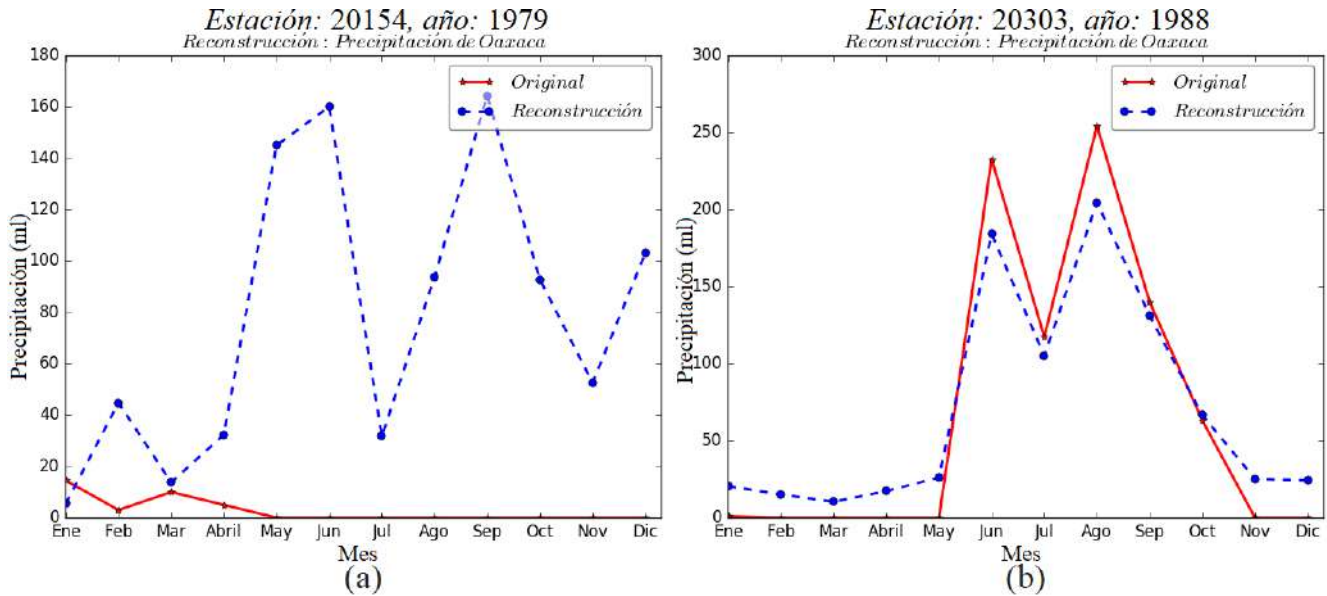 Estación: 20154, año: 1979
Reconstrucción : Precipitación de Oaxaca
180
160
140
120
100
80
60
40
20
0
Precipitación (ml)
Original
Reconstrucción
Ene Feb Mar Abril May Jun Jul Ago Sep Oct Nov Dic
Mes
(a)
Estación: 20303, año: 1988
Reconstrucción : Precipitación de Oaxaca
300
250
200
150
100
50
0
Precipitación (ml)
Original
Reconstrucción
Ene Feb Mar Abril May Jun Jul Ago Sep Oct Nov Dic
Mes
(b)